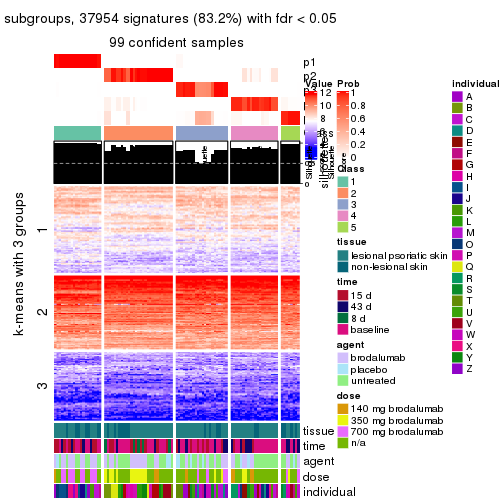 subgroups, 37954 signatures (83.2%) with fdr < 0.05
99 confident samples
p1
p2
Value
12
10
8
6
Prob
1
0.8
0.6
0.4
0.2
0
Silhouette
Class
1
2
3
4
5
k-means with 3 groups
1
2
3
tissue
lesional psoriatic skin
non-lesional skin
time
15 d
43 d
8 d
baseline
agent
brodalumab
placebo
untreated
dose
140 mg brodalumab
350 mg brodalumab
700 mg brodalumab
n/a
tissue
time
agent
dose
individual
Individual
A
B
C
D
E
F
G
H
I
J
K
L
M
O
P
Q
R
S
T
U
V
W
X
Y
Z